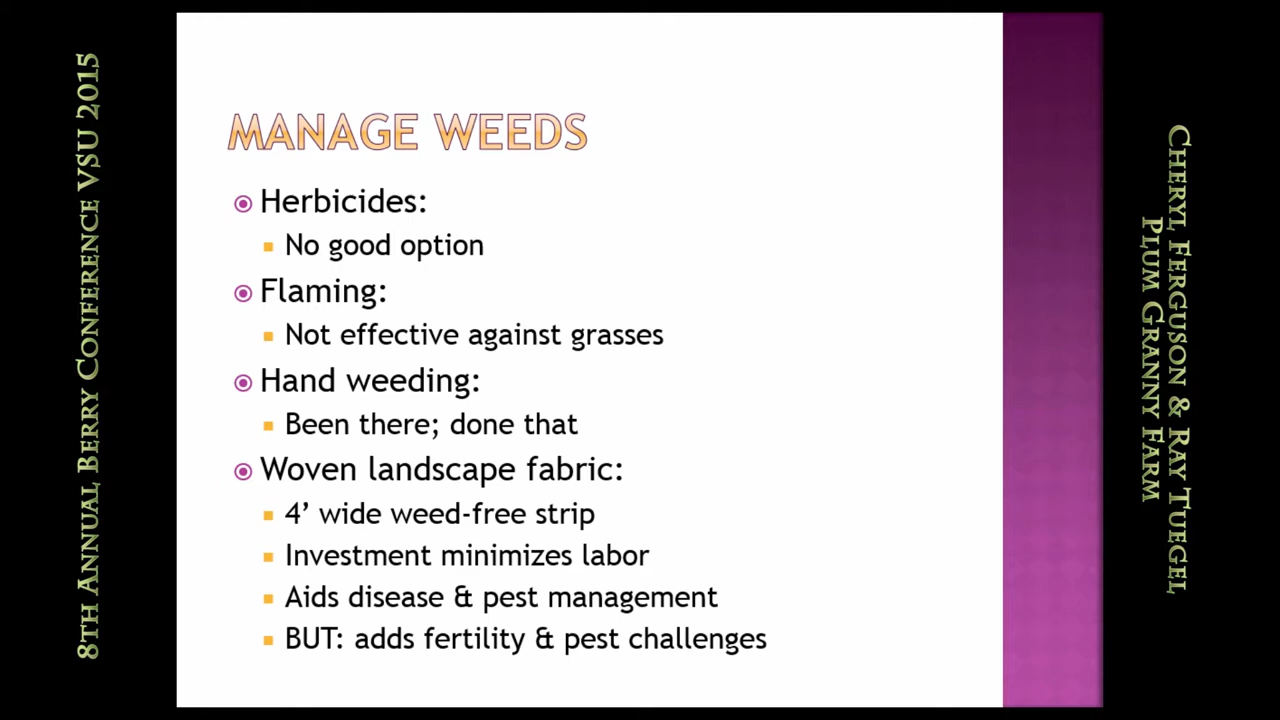 8TH ANNUAL BERRY CONFERENCE VSU 2015
MANAGE WEEDS
Herbicides:
No good option
Flaming:
Not effective against grasses
Hand weeding:
Been there; done that
Woven landscape fabric:
4’ wide weed-free strip
Investment minimizes labor
Aids disease & pest management
BUT: adds fertility & pest challenges
CHERYL FERGUSON & RAY TUEGEL
PLUM GRANNY FARM